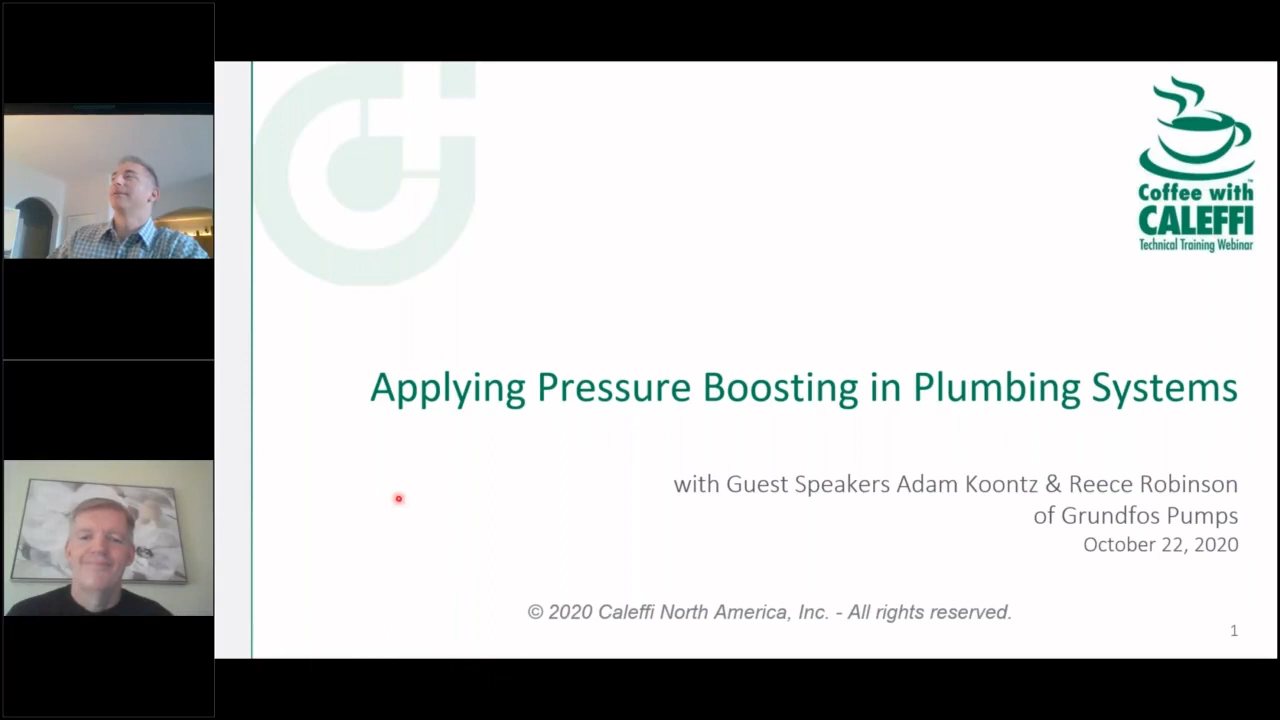 Coffee with
CALEFFI
™
Technical Training Webinar
Applying Pressure Boosting in Plumbing Systems
with Guest Speakers Adam Koontz & Reece Robinson
of Grundfos Pumps
October 22, 2020
© 2020 Caleffi North America, Inc. - All rights reserved.
1